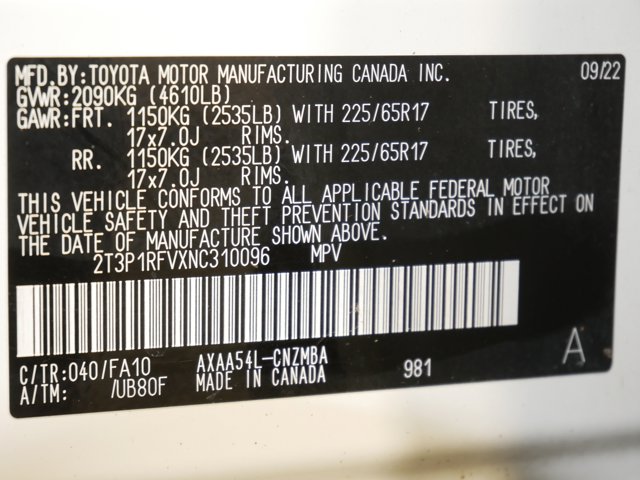 MFD.BY:TOYOTA MOTOR MANUFACTURING CANADA INC. 09/22
GVWR:2090KG (4610LB)
GAWR:FRT. 1150KG (2535LB) WITH 225/65R17 TIRES,
17x7.0J RIMS.
RR. 1150KG (2535LB) WITH 225/65R17 TIRES,
17x7.0J RIMS.
THIS VEHICLE CONFORMS TO ALL APPLICABLE FEDERAL MOTOR
VEHICLE SAFETY AND THEFT PREVENTION STANDARDS IN EFFECT ON
THE DATE OF MANUFACTURE SHOWN ABOVE.
2T3P1RFVXNC310096 MPV
C/TR:040/FA10 AXAA54L-CNZMBA 981 A
A/TM: /UB80F MADE IN CANADA